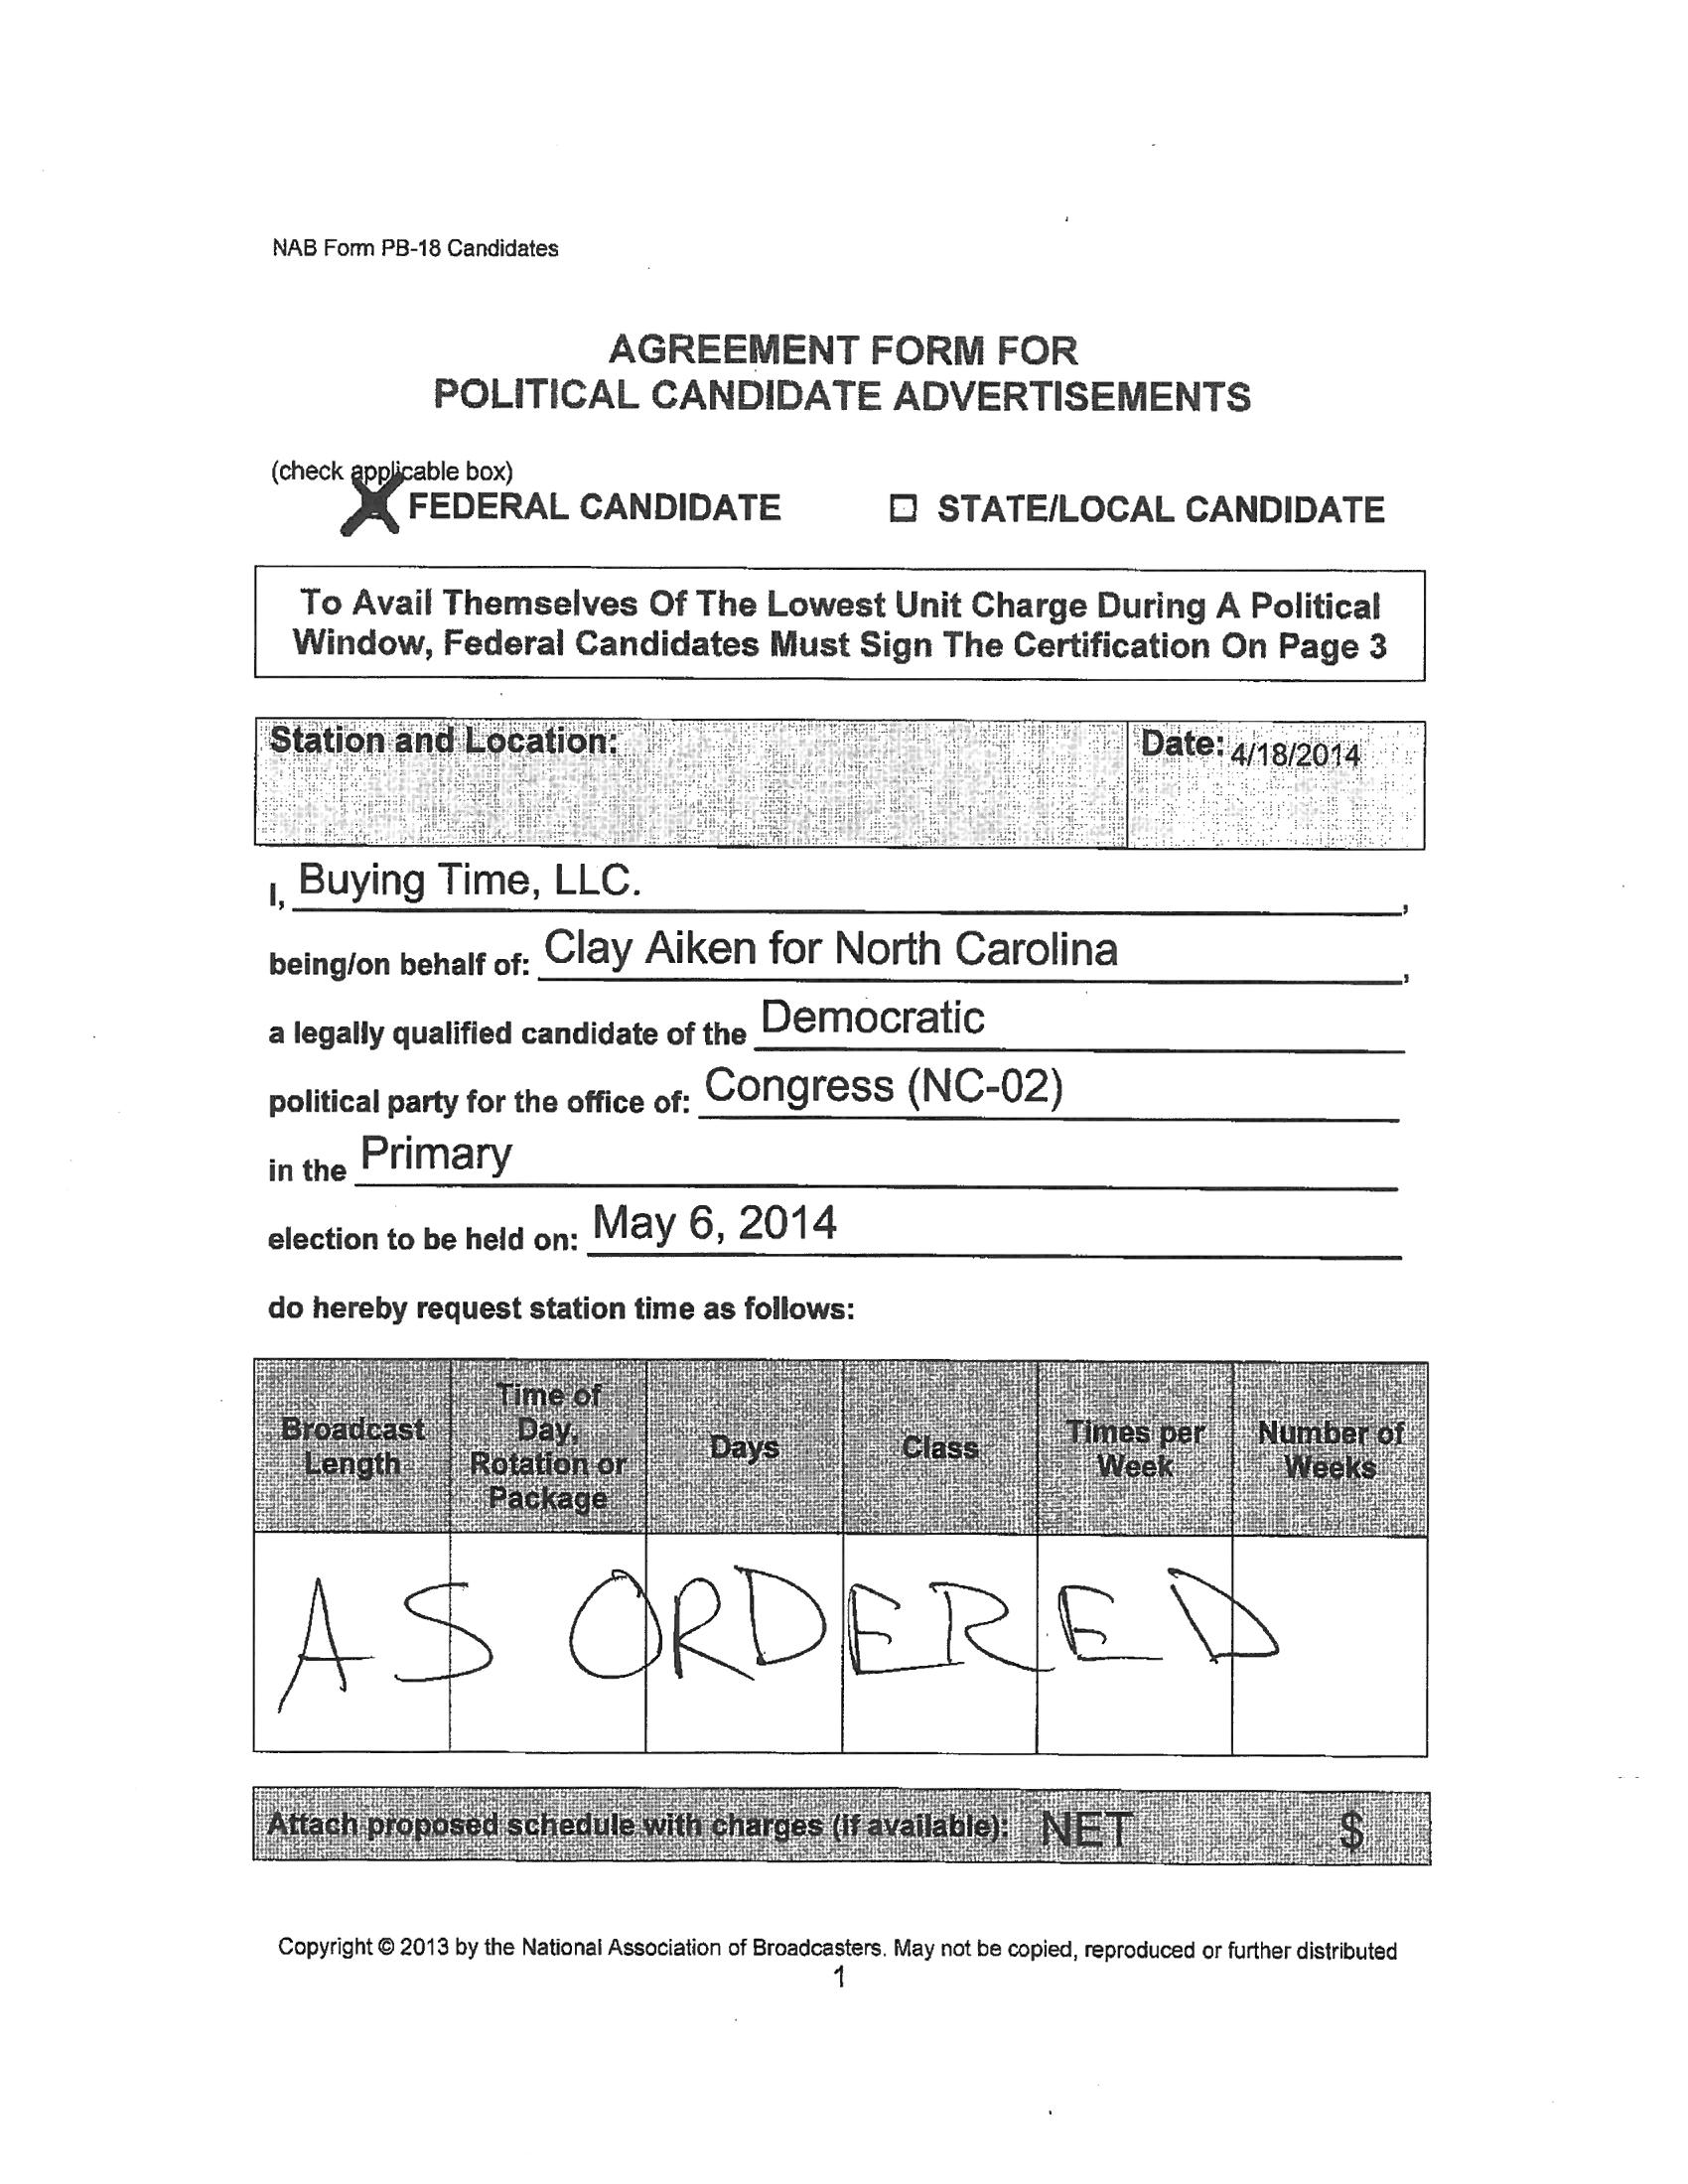 NAB Form PB-18 Candidates
AGREEMENT FORM FOR
POLITICAL CANDIDATE ADVERTISEMENTS
(check applicable box)
FEDERAL CANDIDATE ☐ STATE/LOCAL CANDIDATE
To Avail Themselves Of The Lowest Unit Charge During A Political
Window, Federal Candidates Must Sign The Certification On Page 3
Station and Location: Date: 4/18/2014
I, Buying Time, LLC. ,
being/on behalf of: Clay Aiken for North Carolina ,
a legally qualified candidate of the Democratic
political party for the office of: Congress (NC-02)
in the Primary
election to be held on: May 6, 2014
do hereby request station time as follows:
Broadcast Length
Time of Day, Rotation or Package
Days
Class
Times per Week
Number of Weeks
AS ORDERED
Attach proposed schedule with charges (if available): NET $
Copyright © 2013 by the National Association of Broadcasters. May not be copied, reproduced or further distributed
1